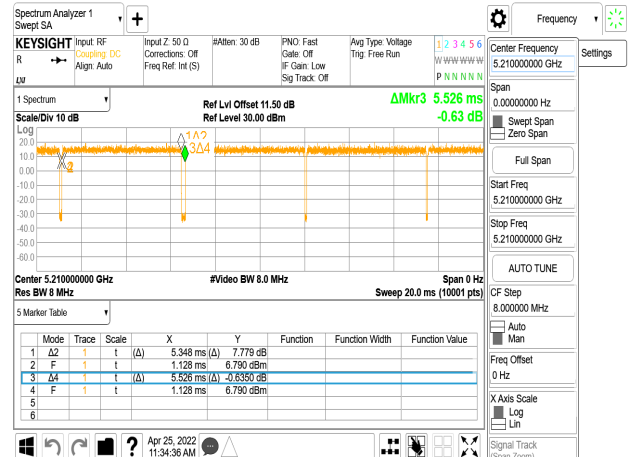 Spectrum Analyzer 1
Swept SA
Frequency
KEYSIGHT
R
Input: RF
Coupling: DC
Align: Auto
Input Z: 50 Ω
Corrections: Off
Freq Ref: Int (S)
#Atten: 30 dB
PNO: Fast
Gate: Off
IF Gain: Low
Sig Track: Off
Avg Type: Voltage
Trig: Free Run
1 2 3 4 5 6
W W W W W W
P N N N N N
1 Spectrum
Scale/Div 10 dB
Ref Lvl Offset 11.50 dB
Ref Level 30.00 dBm
ΔMkr3 5.526 ms
-0.63 dB
Log
20.0
10.0
0.00
-10.0
-20.0
-30.0
-40.0
-50.0
-60.0
1Δ2
3Δ4
Center 5.210000000 GHz
Res BW 8 MHz
#Video BW 8.0 MHz
Span 0 Hz
Sweep 20.0 ms (10001 pts)
5 Marker Table
Mode Trace Scale X Y Function Function Width Function Value
1 Δ2 1 t (Δ) 5.348 ms (Δ) 7.779 dB
2 F 1 t 1.128 ms 6.790 dBm
3 Δ4 1 t (Δ) 5.526 ms (Δ) -0.6350 dB
4 F 1 t 1.128 ms 6.790 dBm
5
6
Apr 25, 2022
11:34:36 AM
Settings
Center Frequency
5.210000000 GHz
Span
0.00000000 Hz
Swept Span
Zero Span
Full Span
Start Freq
5.210000000 GHz
Stop Freq
5.210000000 GHz
AUTO TUNE
CF Step
8.000000 MHz
Auto
Man
Freq Offset
0 Hz
X Axis Scale
Log
Lin
Signal Track
(Span Zoom)